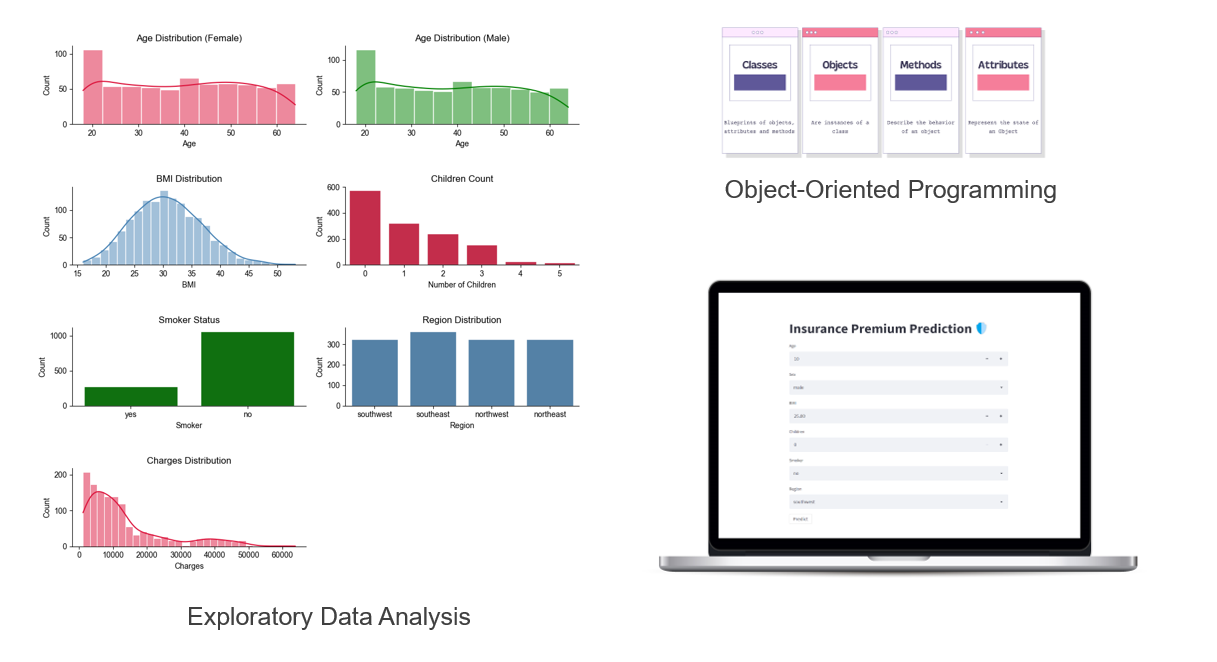 Age Distribution (Female)
100
50
0
Count
20 30 40 50 60
Age
Age Distribution (Male)
100
50
0
Count
20 30 40 50 60
Age
BMI Distribution
100
50
0
Count
15 20 25 30 35 40 45 50
BMI
Children Count
600
400
200
0
Count
0 1 2 3 4 5
Number of Children
Smoker Status
1000
500
0
Count
yes no
Smoker
Region Distribution
300
200
100
0
Count
southwest southeast northwest northeast
Region
Charges Distribution
200
100
0
Count
0 10000 20000 30000 40000 50000 60000
Charges
Exploratory Data Analysis
Classes
Blueprints of objects,
attributes and methods
Objects
Are instances of a
class
Methods
Describe the behavior
of an object
Attributes
Represent the state of
an Object
Object-Oriented Programming
Insurance Premium Prediction
Age
20
Sex
male
BMI
Children
Smoker
no
Region
southwest
Predict